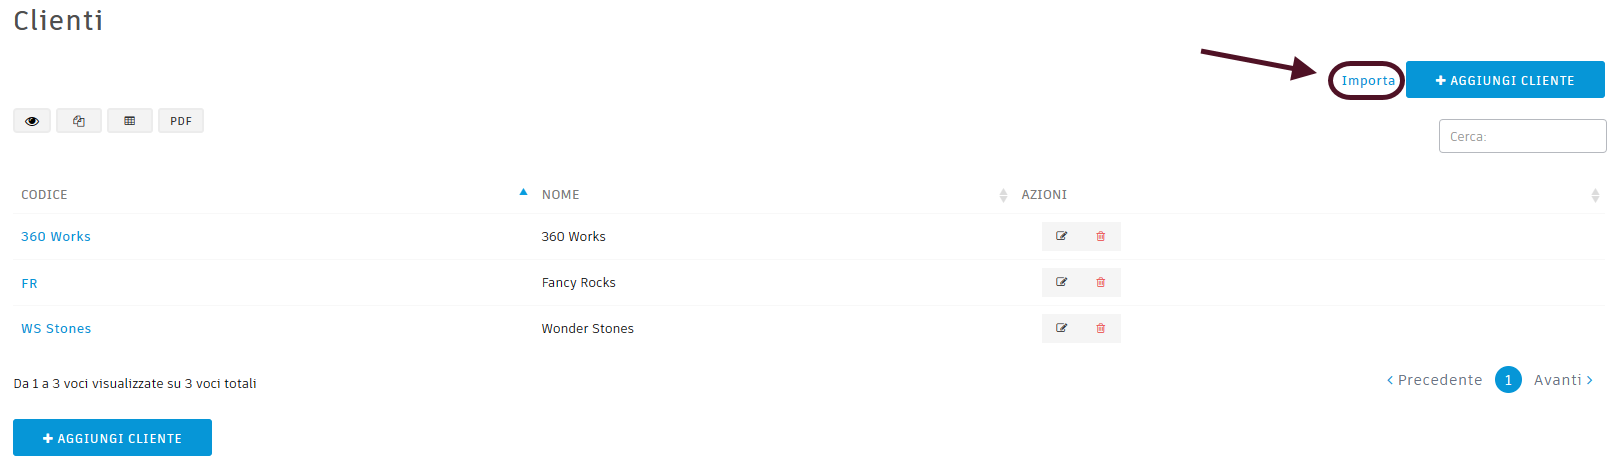 Clienti
Importa
AGGIUNGI CLIENTE
PDF
Cerca:
CODICE NOME AZIONI
360 Works 360 Works
FR Fancy Rocks
WS Stones Wonder Stones
Da 1 a 3 voci visualizzate su 3 voci totali
Precedente 1 Avanti
AGGIUNGI CLIENTE